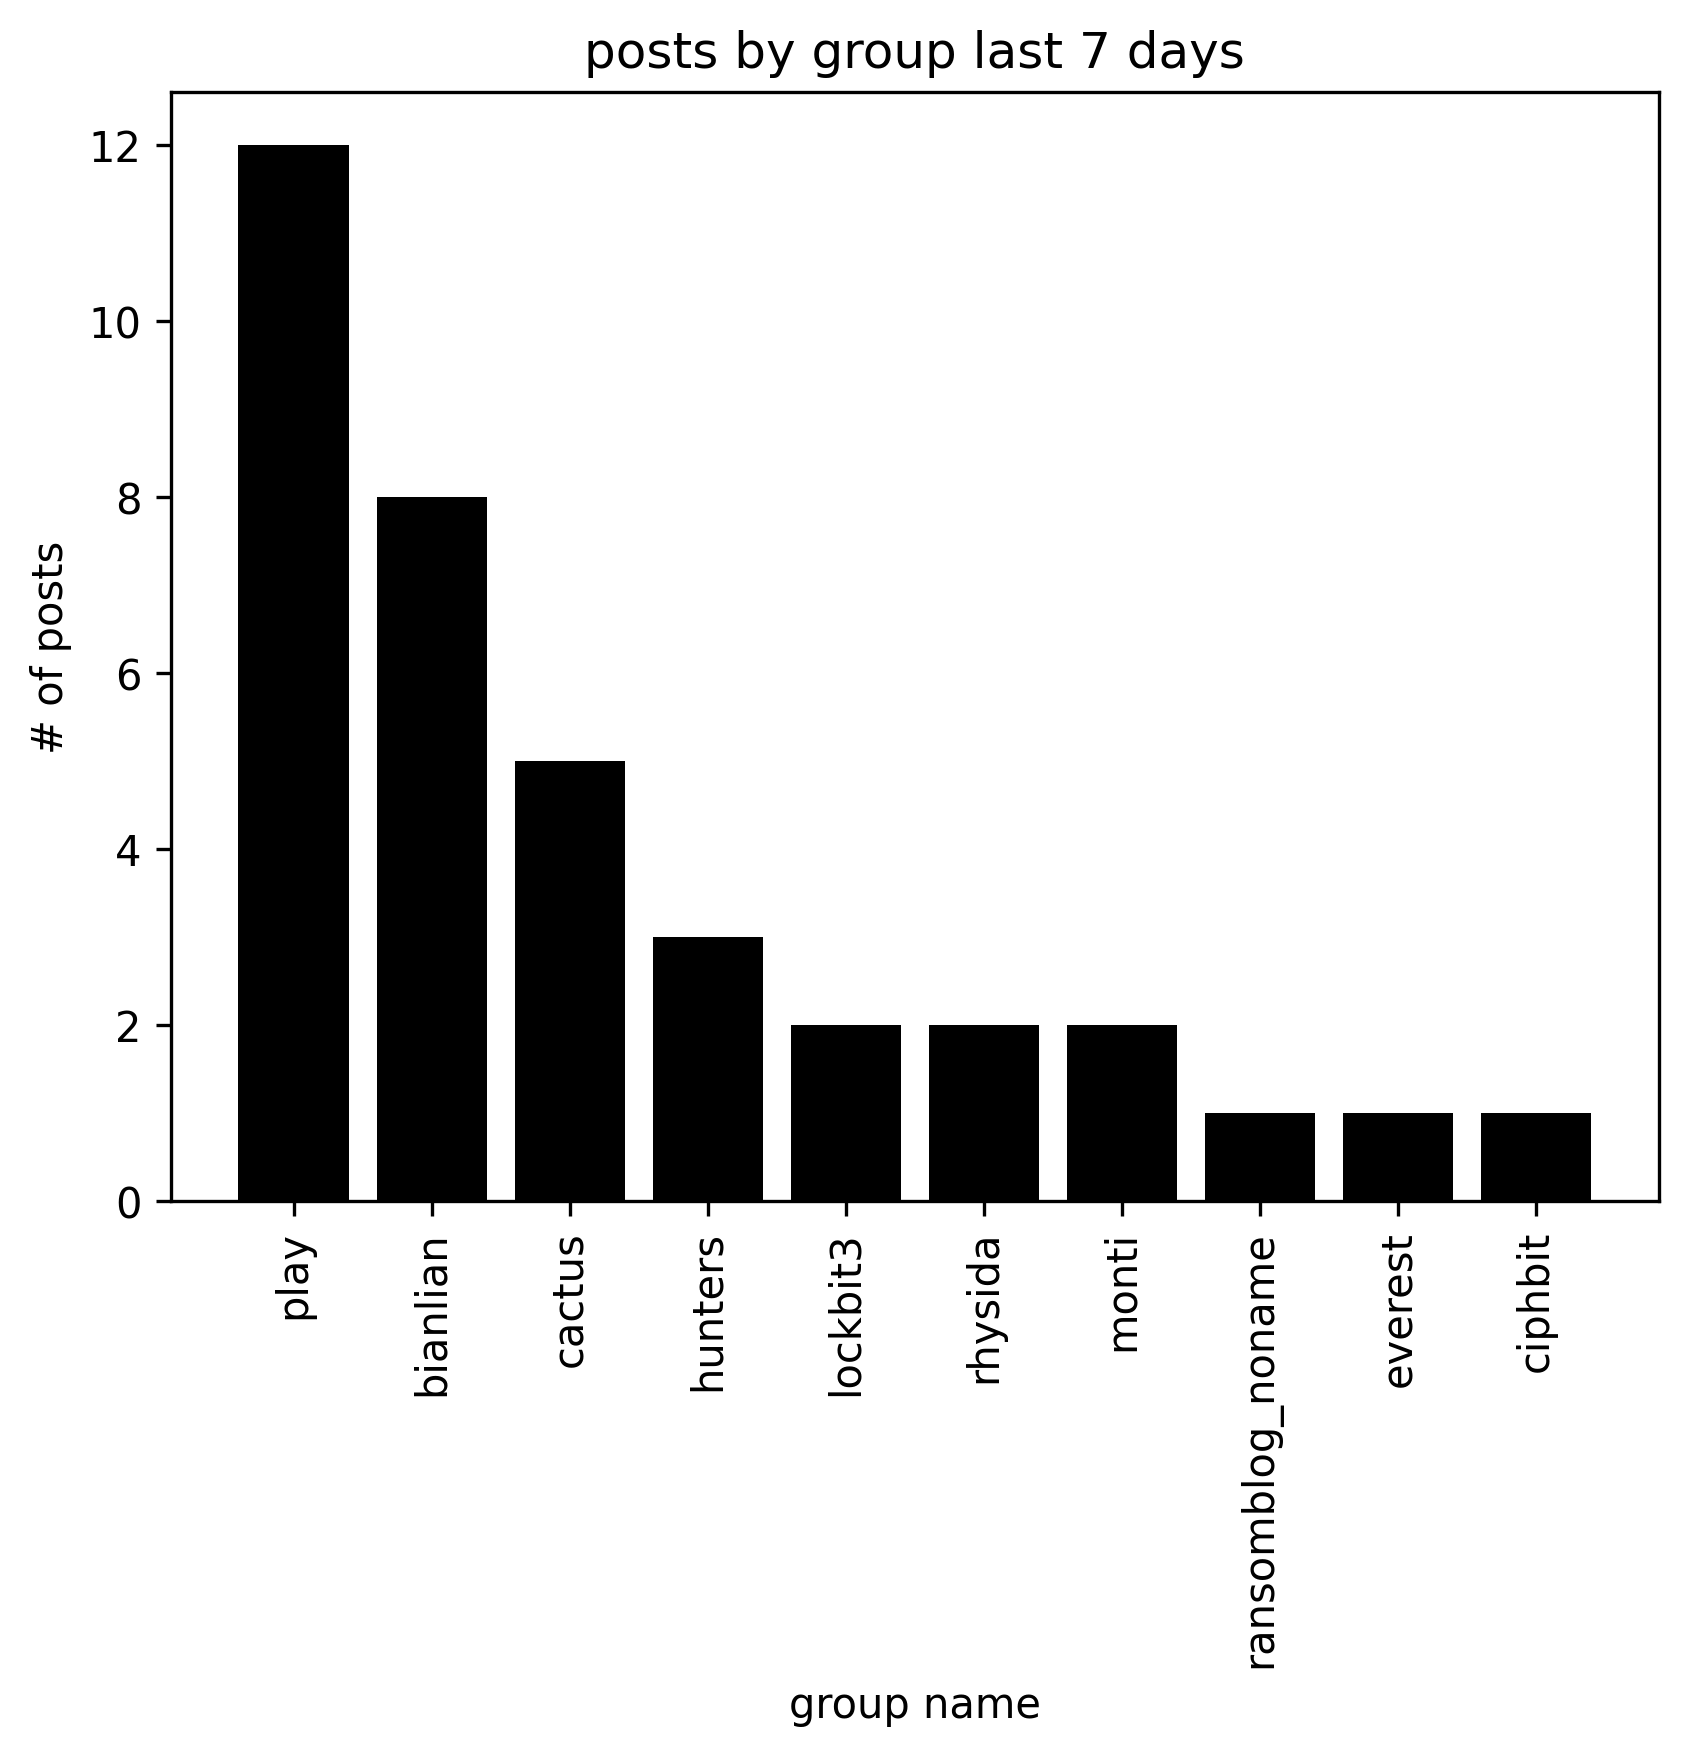 posts by group last 7 days
# of posts
12
10
8
6
4
2
0
play
bianlian
cactus
hunters
lockbit3
rhysida
monti
ransomblog_noname
everest
ciphbit
group name